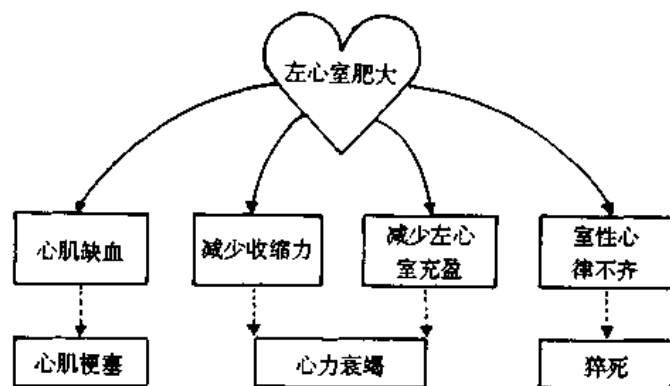 左心室肥大
心肌缺血
减少收缩力
减少左心
室充盈
室性心
律不齐
心肌梗塞
心力衰竭
猝死